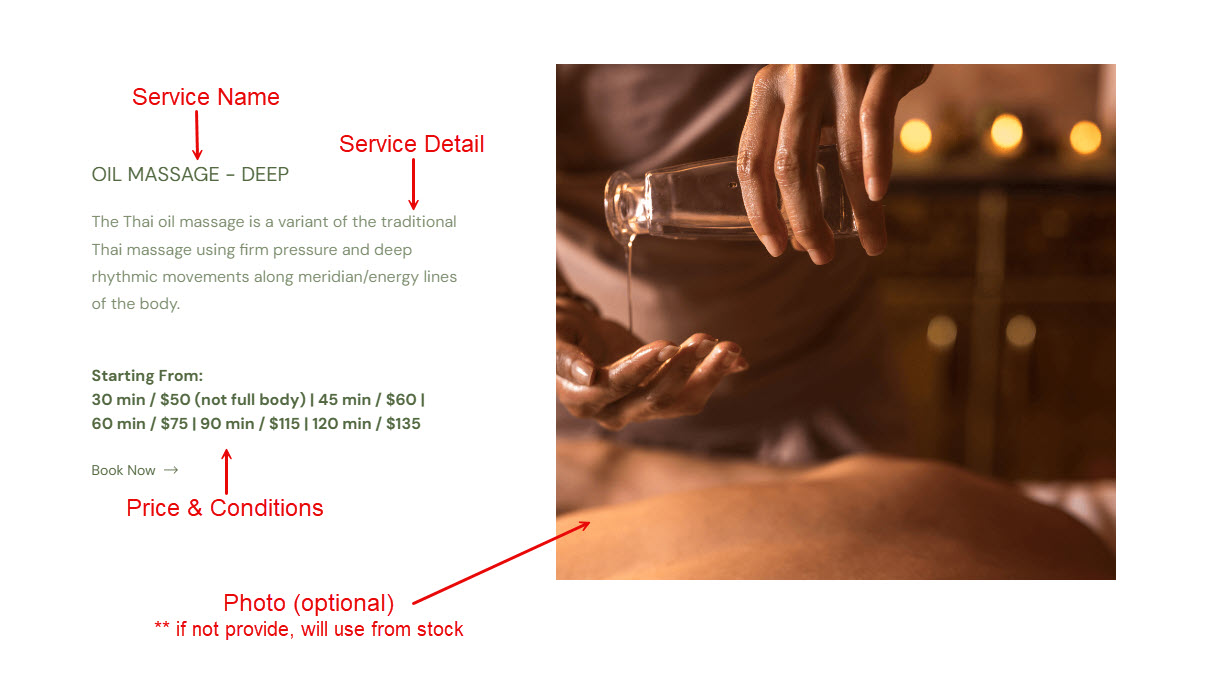 Service Name
Service Detail
OIL MASSAGE – DEEP
The Thai oil massage is a variant of the traditional
Thai massage using firm pressure and deep
rhythmic movements along meridian/energy lines
of the body.
Starting From:
30 min / $50 (not full body) | 45 min / $60 |
60 min / $75 | 90 min / $115 | 120 min / $135
Book Now →
Price & Conditions
Photo (optional)
** if not provide, will use from stock